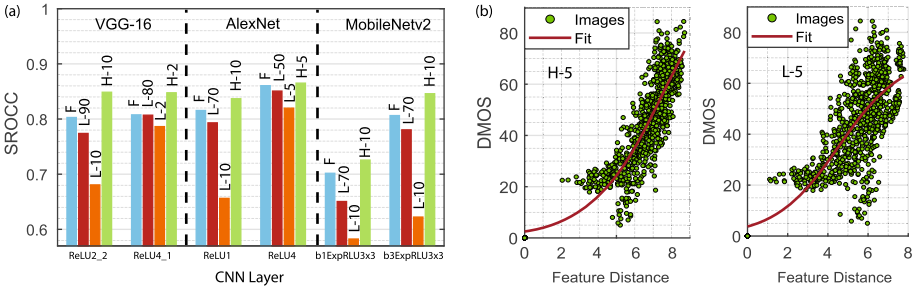 (a)
VGG-16
AlexNet
MobileNetv2
SROCC
1
0.9
0.8
0.7
0.6
F
L-90
L-10
H-10
F
L-80
L-2
H-2
F
L-70
L-10
H-10
F
L-50
L-5
H-5
F
L-70
L-10
H-10
F
L-70
L-10
H-10
ReLU2_2
ReLU4_1
ReLU1
ReLU4
b1ExpRLU3x3
b3ExpRLU3x3
CNN Layer
(b)
Images
Fit
H-5
DMOS
80
60
40
20
0
0 2 4 6 8
Feature Distance
Images
Fit
L-5
DMOS
80
60
40
20
0
0 2 4 6 8
Feature Distance